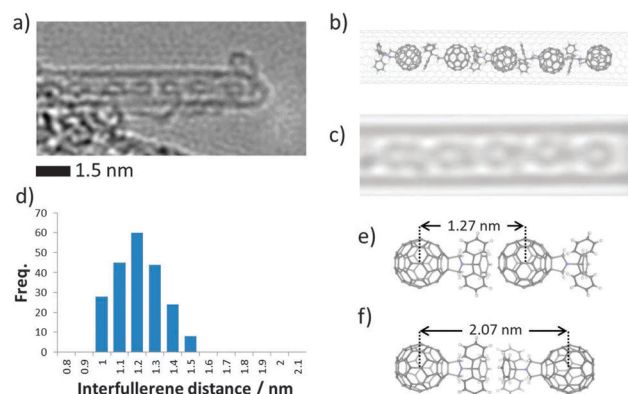 a)
1.5 nm
b)
c)
d)
Freq.
70
60
50
40
30
20
10
0
0.8 0.9 1 1.1 1.2 1.3 1.4 1.5 1.6 1.7 1.8 1.9 2 2.1
Interfullerene distance / nm
e)
1.27 nm
f)
2.07 nm